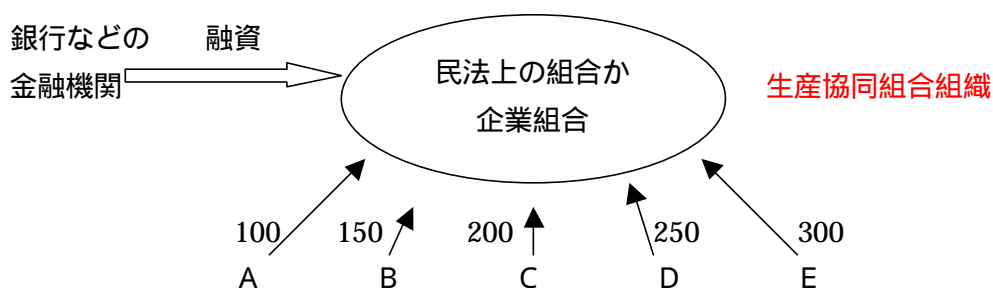 銀行などの 融資
金融機関
民法上の組合か
企業組合
生産協同組合組織
100 150 200 250 300
A B C D E